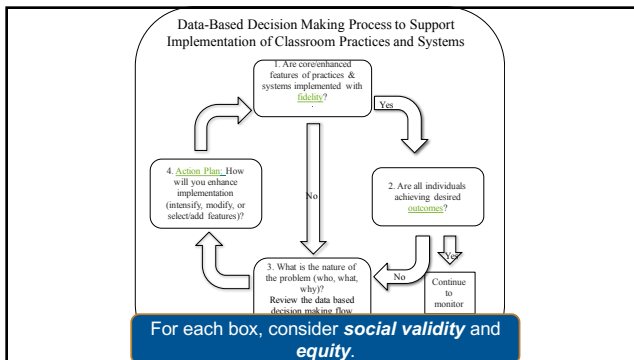 Data-Based Decision Making Process to Support
Implementation of Classroom Practices and Systems
1. Are core/enhanced
features of practices &
systems implemented with
fidelity?
Yes
No
4. Action Plan: How
will you enhance
implementation
(intensify, modify, or
select/add features)?
2. Are all individuals
achieving desired
outcomes?
Yes
No
3. What is the nature of
the problem (who, what,
why)?
Review the data based
decision making flow
Continue
to
monitor
For each box, consider social validity and
equity.